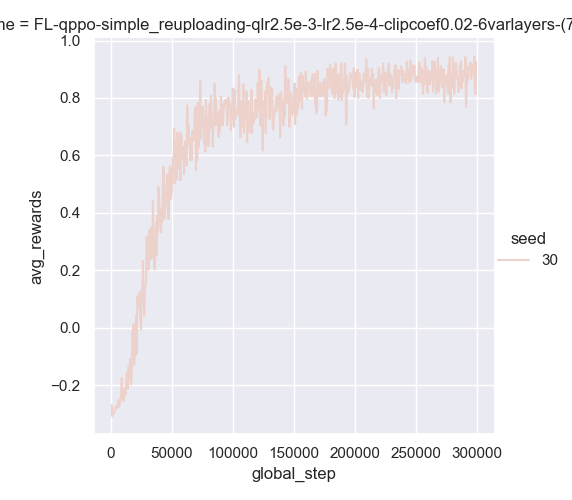 me = FL-qppo-simple_reuploading-qlr2.5e-3-lr2.5e-4-clipcoef0.02-6varlayers-(7
1.0
0.8
0.6
0.4
0.2
0.0
−0.2
avg_rewards
0 50000 100000 150000 200000 250000 300000
global_step
seed
30